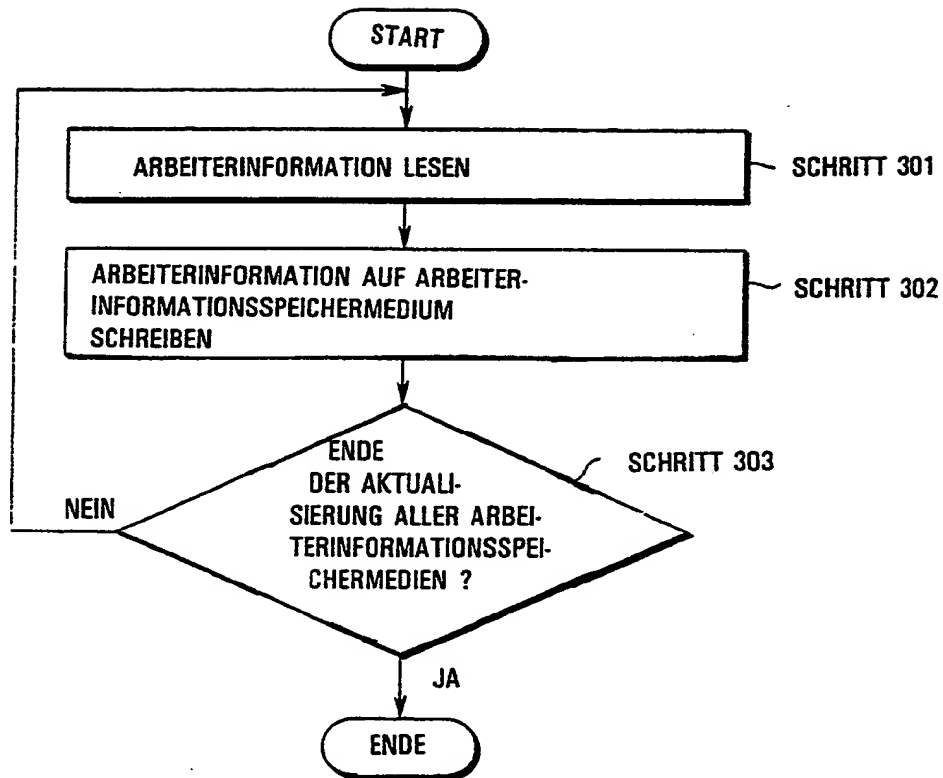 START
ARBEITERINFORMATION LESEN
SCHRITT 301
ARBEITERINFORMATION AUF ARBEITER-
INFORMATIONSSPEICHERMEDIUM
SCHREIBEN
SCHRITT 302
ENDE
DER AKTUALI-
SIERUNG ALLER ARBEI-
TERINFORMATIONSSPEI-
CHERMEDIEN ?
SCHRITT 303
NEIN
JA
ENDE